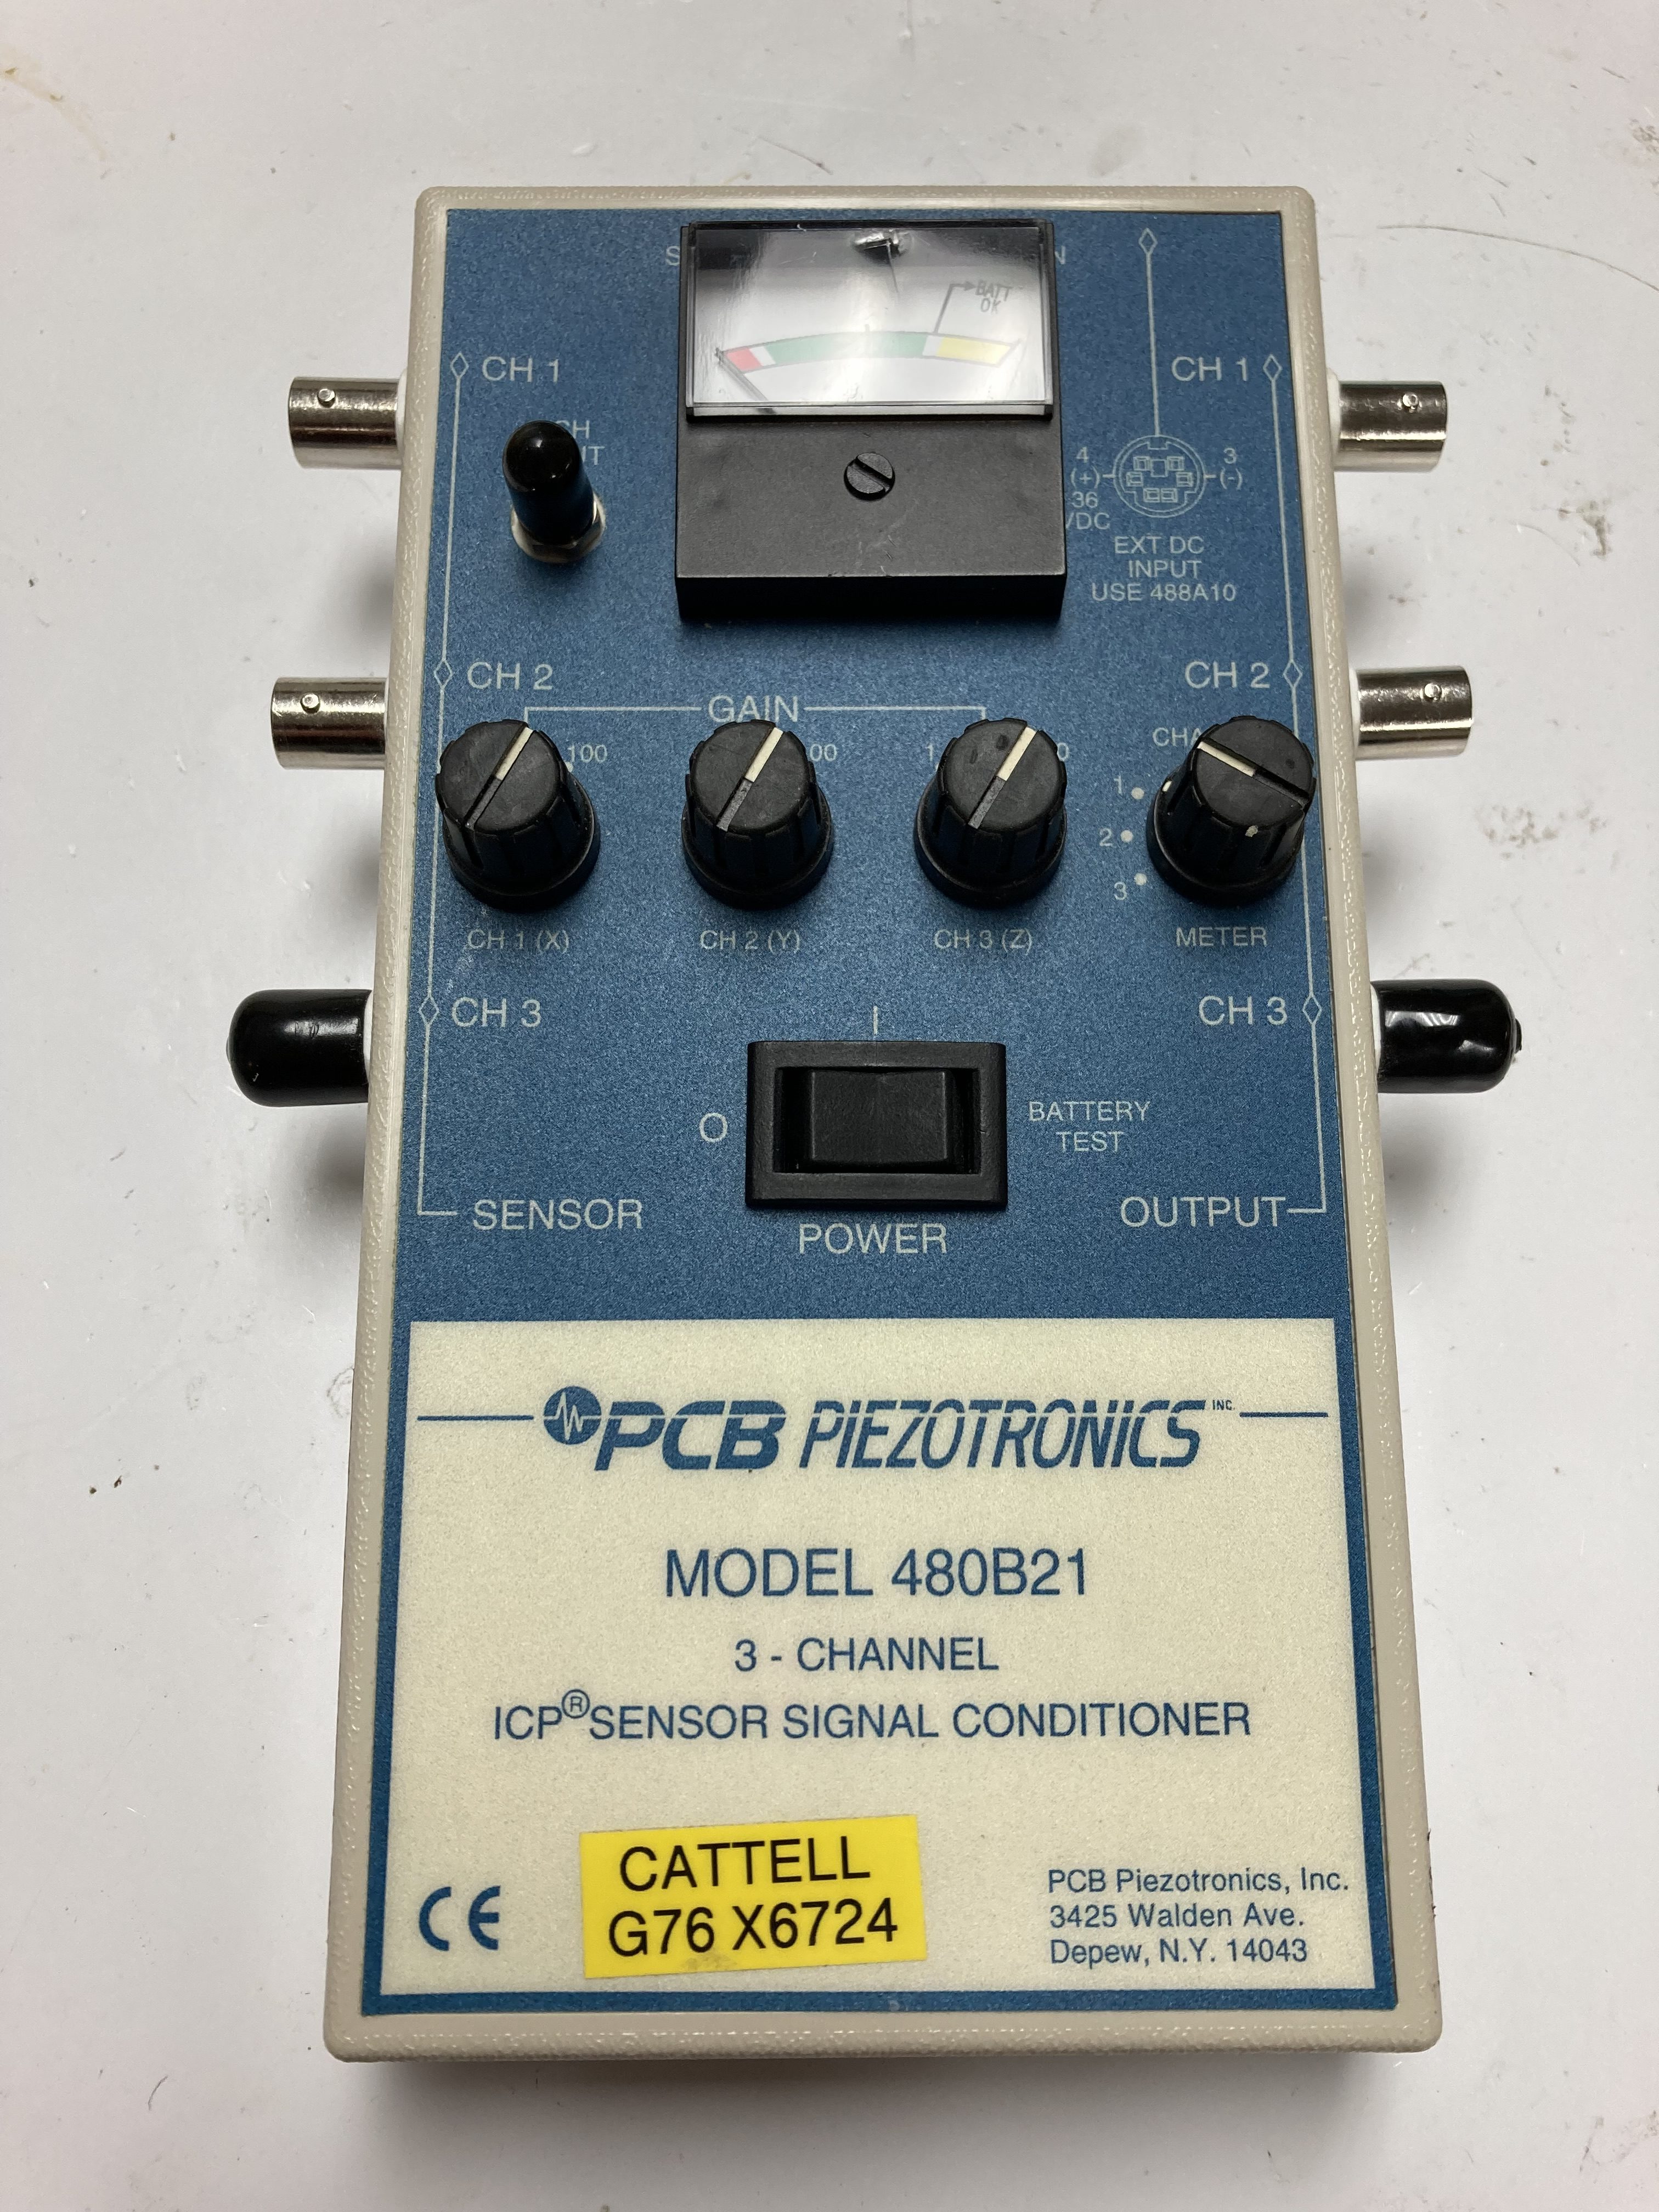 BATT
OK
CH 1
CH 1
4
(+)
36
3
(-)
EXT DC
INPUT
USE 488A10
CH 2
CH 2
GAIN
100
1
1
2
3
CH 1 (X)
CH 2 (Y)
CH 3 (Z)
METER
CH 3
CH 3
I
O
BATTERY
TEST
SENSOR
POWER
OUTPUT
PCB PIEZOTRONICS INC.
MODEL 480B21
3 - CHANNEL
ICP® SENSOR SIGNAL CONDITIONER
CE
CATTELL
G76 X6724
PCB Piezotronics, Inc.
3425 Walden Ave.
Depew, N.Y. 14043